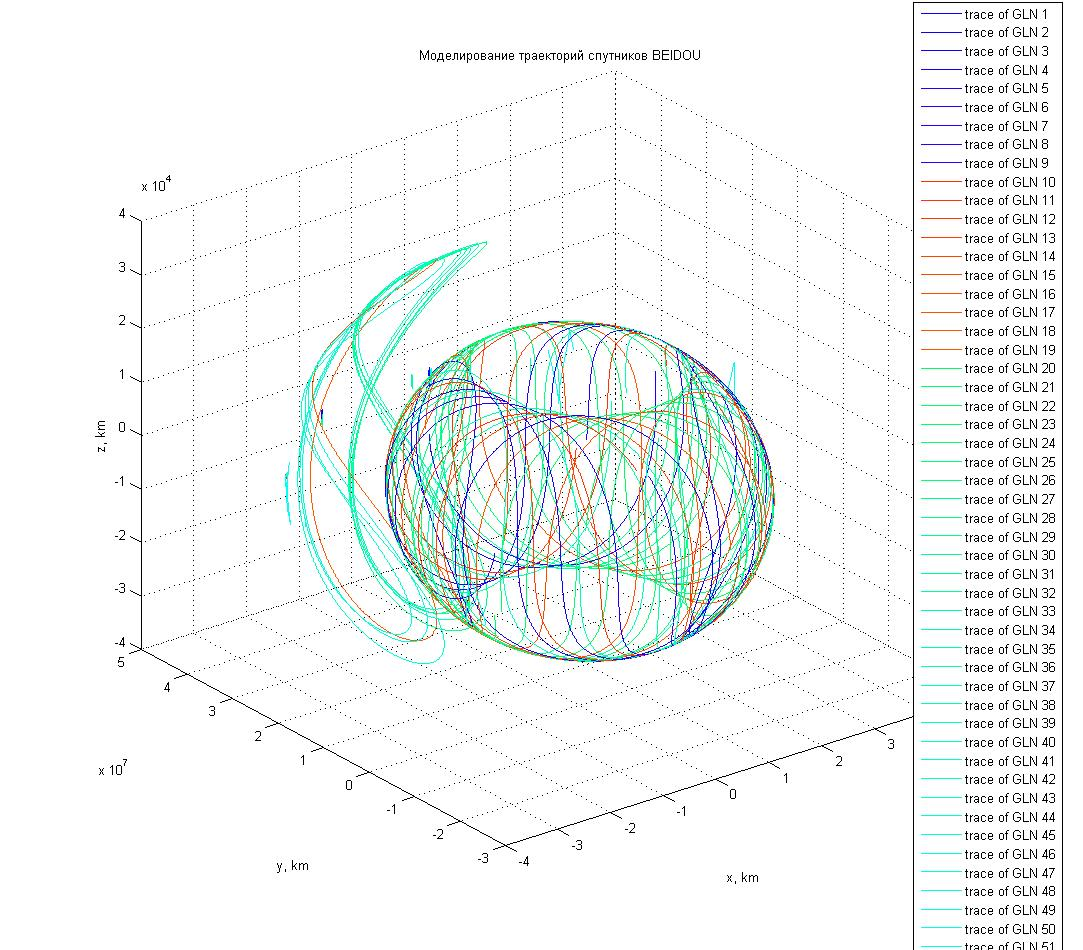 Моделирование траекторий спутников BEIDOU
x 10^4
4
3
2
1
0
-1
-2
-3
-4
z, km
5
4
3
2
1
0
-1
-2
-3
x 10^7
y, km
-4
-3
-2
-1
0
1
2
3
x, km
trace of GLN 1
trace of GLN 2
trace of GLN 3
trace of GLN 4
trace of GLN 5
trace of GLN 6
trace of GLN 7
trace of GLN 8
trace of GLN 9
trace of GLN 10
trace of GLN 11
trace of GLN 12
trace of GLN 13
trace of GLN 14
trace of GLN 15
trace of GLN 16
trace of GLN 17
trace of GLN 18
trace of GLN 19
trace of GLN 20
trace of GLN 21
trace of GLN 22
trace of GLN 23
trace of GLN 24
trace of GLN 25
trace of GLN 26
trace of GLN 27
trace of GLN 28
trace of GLN 29
trace of GLN 30
trace of GLN 31
trace of GLN 32
trace of GLN 33
trace of GLN 34
trace of GLN 35
trace of GLN 36
trace of GLN 37
trace of GLN 38
trace of GLN 39
trace of GLN 40
trace of GLN 41
trace of GLN 42
trace of GLN 43
trace of GLN 44
trace of GLN 45
trace of GLN 46
trace of GLN 47
trace of GLN 48
trace of GLN 49
trace of GLN 50
trace of GLN 51